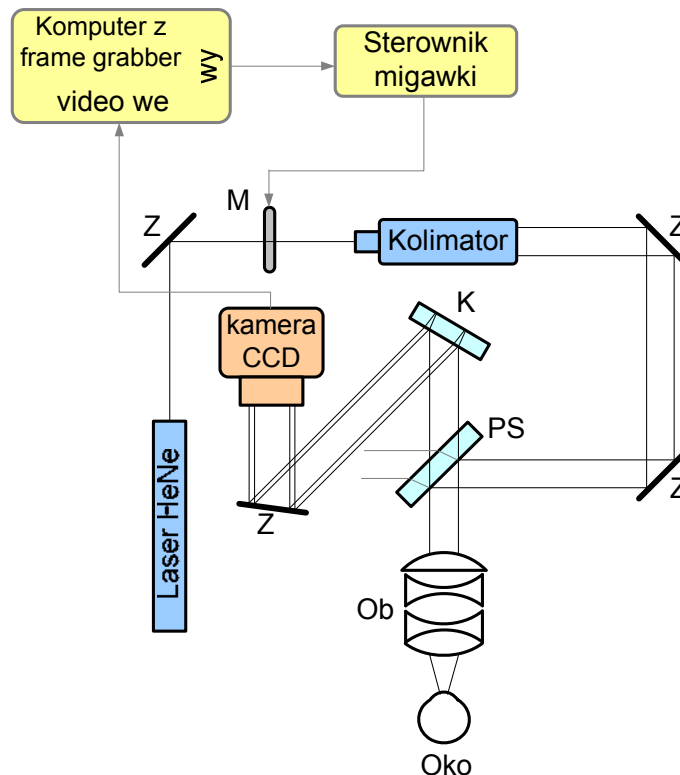 Komputer z
frame grabber
wy
video we
Sterownik
migawki
M
Z
Kolimator
Z
K
kamera
CCD
PS
Laser HeNe
Z
Z
Ob
Oko